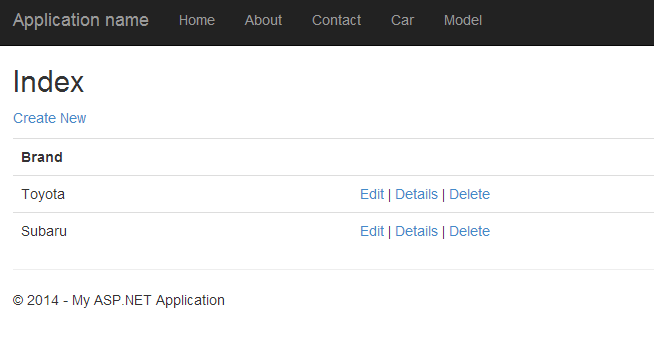 Application name Home About Contact Car Model
Index
Create New
Brand
Toyota Edit | Details | Delete
Subaru Edit | Details | Delete
© 2014 - My ASP.NET Application